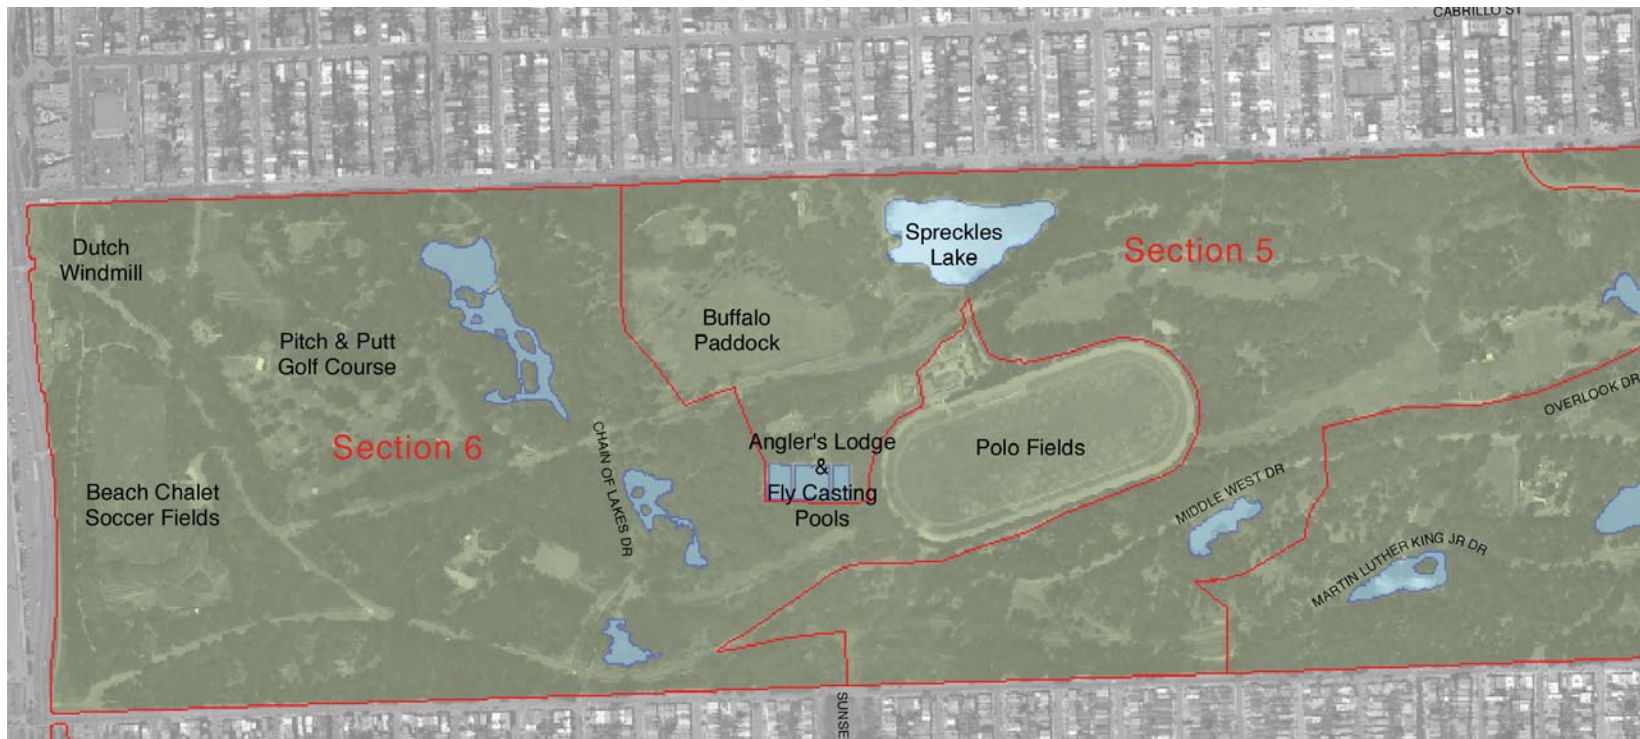 CABRILLO ST
Dutch
Windmill
Spreckles
Lake
Section 5
Buffalo
Paddock
Pitch & Putt
Golf Course
OVERLOOK DR
Section 6
CHAIN OF LAKES DR
Angler's Lodge
&
Fly Casting
Pools
Polo Fields
Beach Chalet
Soccer Fields
MIDDLE WEST DR
MARTIN LUTHER KING JR DR
SUNSE